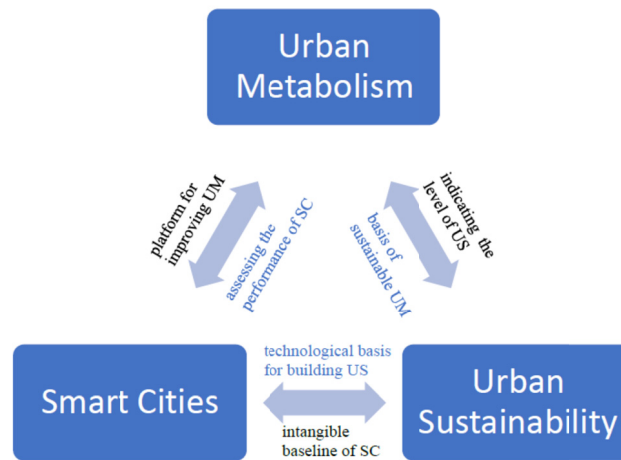 Urban
Metabolism
platform for
improving UM
assessing the
performance of SC
basis of
sustainable UM
indicating the
level of US
Smart Cities
technological basis
for building US
intangible
baseline of SC
Urban
Sustainability